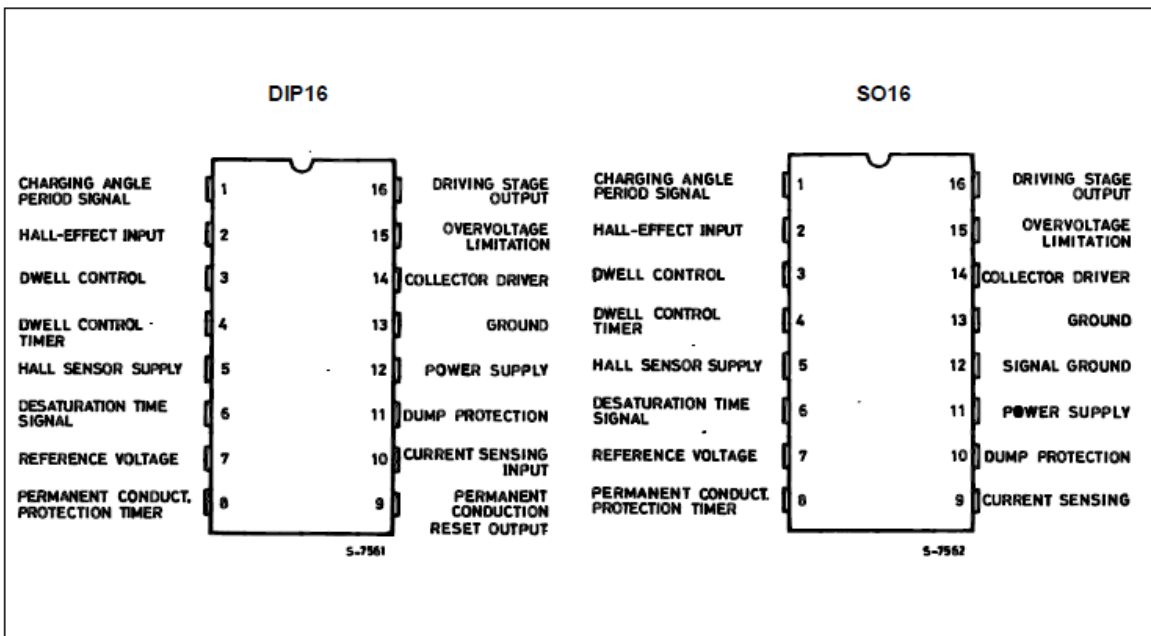 DIP16
CHARGING ANGLE
PERIOD SIGNAL
HALL-EFFECT INPUT
DWELL CONTROL
DWELL CONTROL
TIMER
HALL SENSOR SUPPLY
DESATURATION TIME
SIGNAL
REFERENCE VOLTAGE
PERMANENT CONDUCT.
PROTECTION TIMER
1
2
3
4
5
6
7
8
16
15
14
13
12
11
10
9
DRIVING STAGE
OUTPUT
OVERVOLTAGE
LIMITATION
COLLECTOR DRIVER
GROUND
POWER SUPPLY
DUMP PROTECTION
CURRENT SENSING
INPUT
PERMANENT
CONDUCTION
RESET OUTPUT
S-7561
SO16
CHARGING ANGLE
PERIOD SIGNAL
HALL-EFFECT INPUT
DWELL CONTROL
DWELL CONTROL
TIMER
HALL SENSOR SUPPLY
DESATURATION TIME
SIGNAL
REFERENCE VOLTAGE
PERMANENT CONDUCT.
PROTECTION TIMER
1
2
3
4
5
6
7
8
16
15
14
13
12
11
10
9
DRIVING STAGE
OUTPUT
OVERVOLTAGE
LIMITATION
COLLECTOR DRIVER
GROUND
SIGNAL GROUND
POWER SUPPLY
DUMP PROTECTION
CURRENT SENSING
S-7562